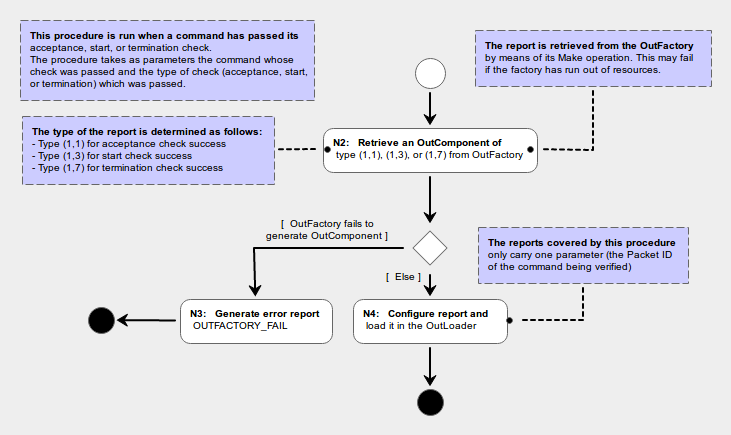 This procedure is run when a command has passed its
acceptance, start, or termination check.
The procedure takes as parameters the command whose
check was passed and the type of check (acceptance, start,
or termination) which was passed.
The report is retrieved from the OutFactory
by means of its Make operation. This may fail
if the factory has run out of resources.
The type of the report is determined as follows:
- Type (1,1) for acceptance check success
- Type (1,3) for start check success
- Type (1,7) for termination check success
N2: Retrieve an OutComponent of
type (1,1), (1,3), or (1,7) from OutFactory
[ OutFactory fails to
generate OutComponent ]
[ Else ]
The reports covered by this procedure
only carry one parameter (the Packet ID
of the command being verified)
N3: Generate error report
OUTFACTORY_FAIL
N4: Configure report and
load it in the OutLoader